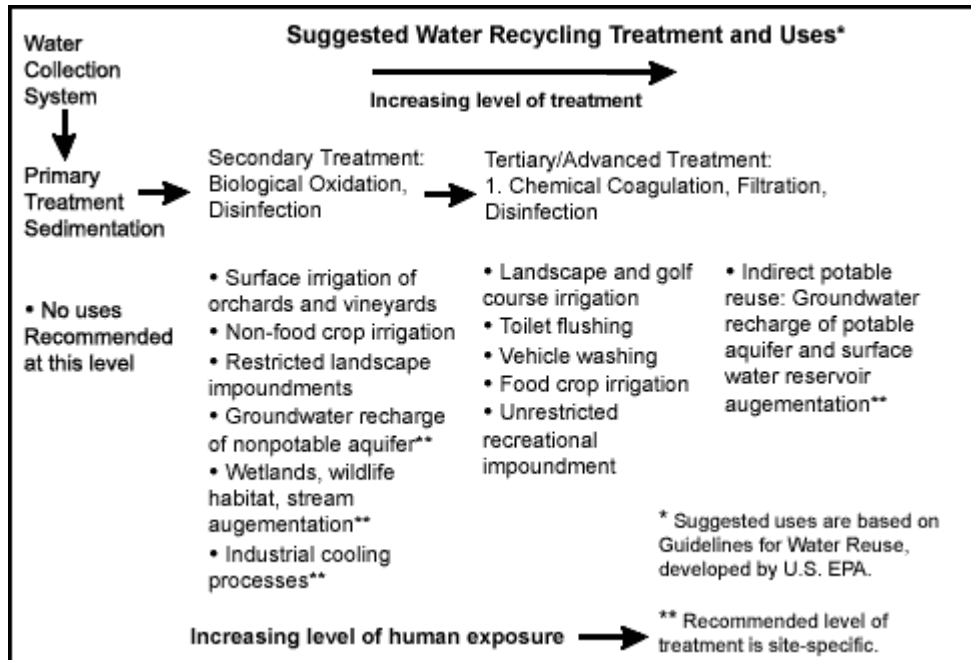 Suggested Water Recycling Treatment and Uses*
Increasing level of treatment
Water
Collection
System
Primary
Treatment
Sedimentation
• No uses
Recommended
at this level
Secondary Treatment:
Biological Oxidation,
Disinfection
• Surface irrigation of
orchards and vineyards
• Non-food crop irrigation
• Restricted landscape
impoundments
• Groundwater recharge
of nonpotable aquifer**
• Wetlands, wildlife
habitat, stream
augementation**
• Industrial cooling
processes**
Tertiary/Advanced Treatment:
1. Chemical Coagulation, Filtration,
Disinfection
• Landscape and golf
course irrigation
• Toilet flushing
• Vehicle washing
• Food crop irrigation
• Unrestricted
recreational
impoundment
• Indirect potable
reuse: Groundwater
recharge of potable
aquifer and surface
water reservoir
augementation**
* Suggested uses are based on
Guidelines for Water Reuse,
developed by U.S. EPA.
Increasing level of human exposure
** Recommended level of
treatment is site-specific.